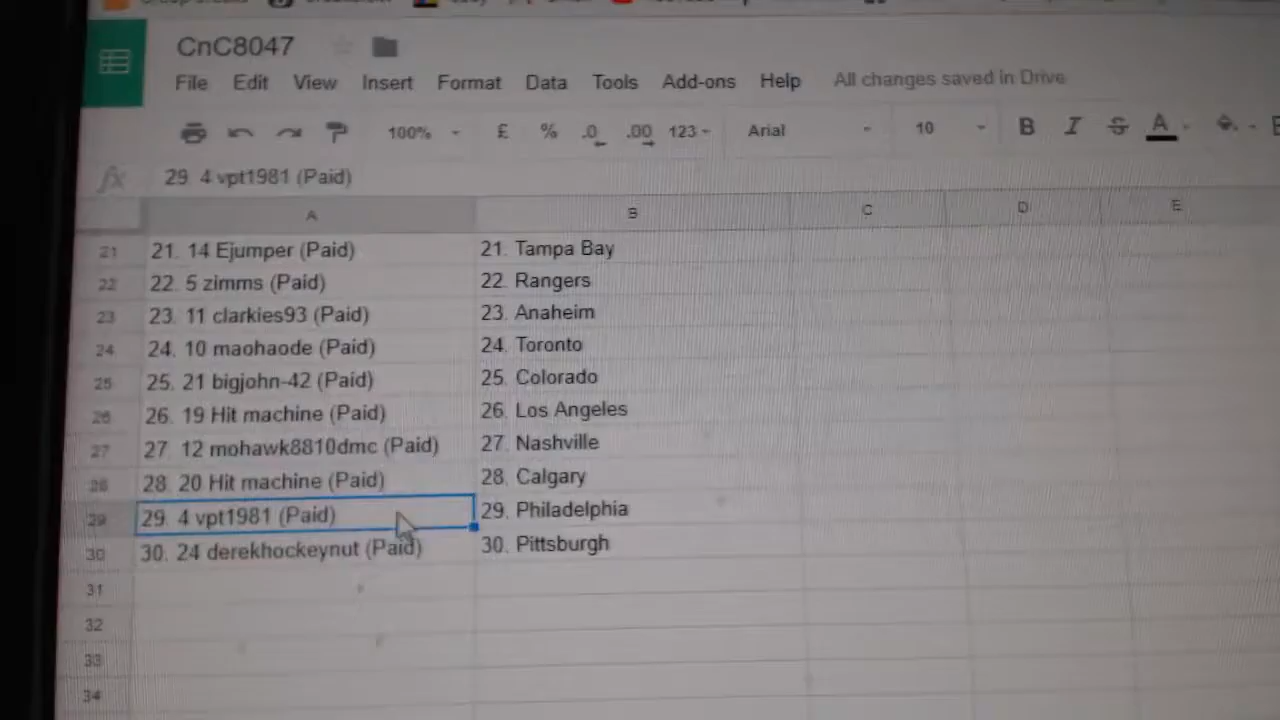 CnC8047
File Edit View Insert Format Data Tools Add-ons Help All changes saved in Drive
100% £ % .0 .00 123 Arial 10 B I S A
fx 29. 4 vpt1981 (Paid)
A B C D E
21 21. 14 Ejumper (Paid) 21. Tampa Bay
22 22. 5 zimms (Paid) 22. Rangers
23 23. 11 clarkies93 (Paid) 23. Anaheim
24 24. 10 maohaode (Paid) 24. Toronto
25 25. 21 bigjohn-42 (Paid) 25. Colorado
26 26. 19 Hit machine (Paid) 26. Los Angeles
27 27. 12 mohawk8810dmc (Paid) 27. Nashville
28 28. 20 Hit machine (Paid) 28. Calgary
29 29. 4 vpt1981 (Paid) 29. Philadelphia
30 30. 24 derekhockeynut (Paid) 30. Pittsburgh
31
32
33
34